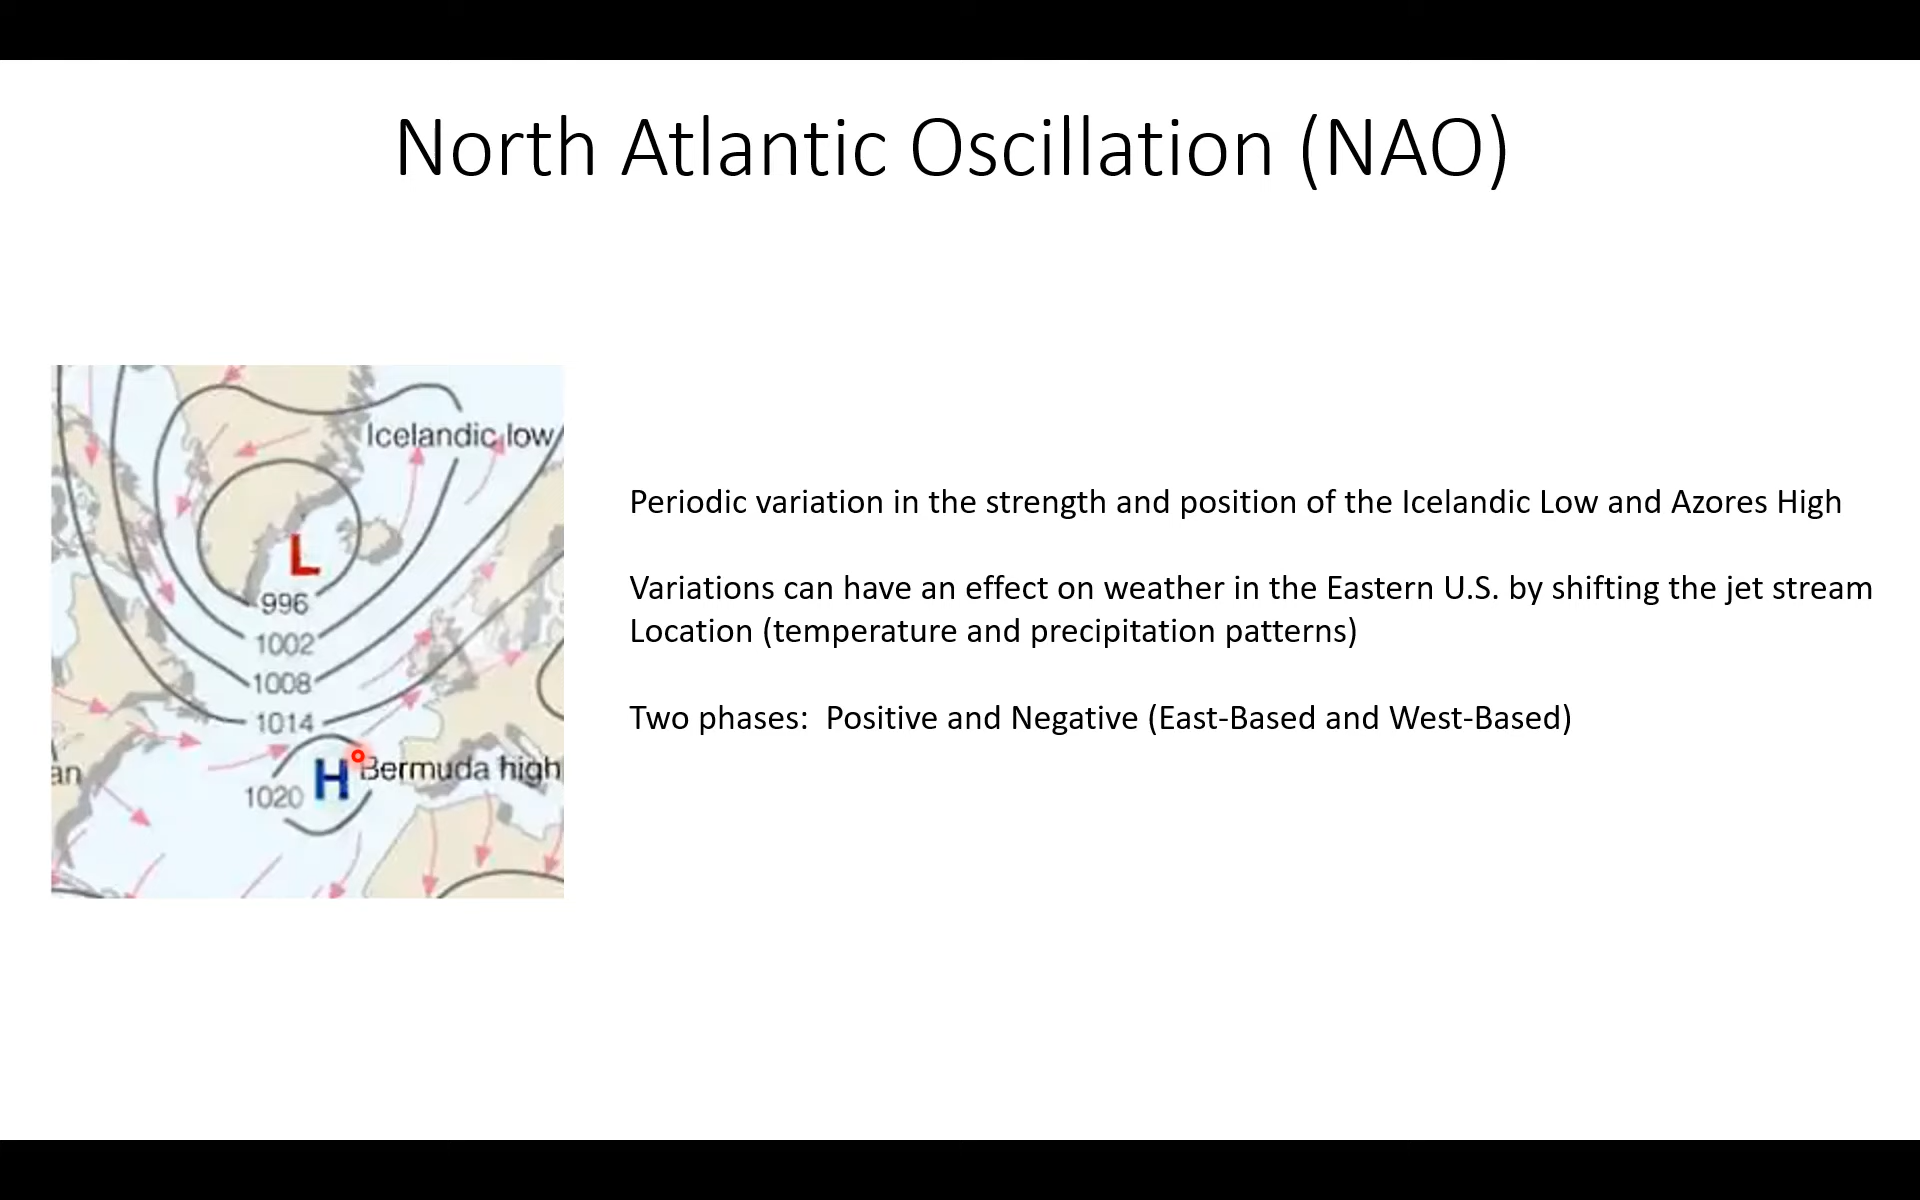 North Atlantic Oscillation (NAO)
Icelandic low
L
996
1002
1008
1014
H
Bermuda high
1020
an
Periodic variation in the strength and position of the Icelandic Low and Azores High
Variations can have an effect on weather in the Eastern U.S. by shifting the jet stream
Location (temperature and precipitation patterns)
Two phases:  Positive and Negative (East-Based and West-Based)